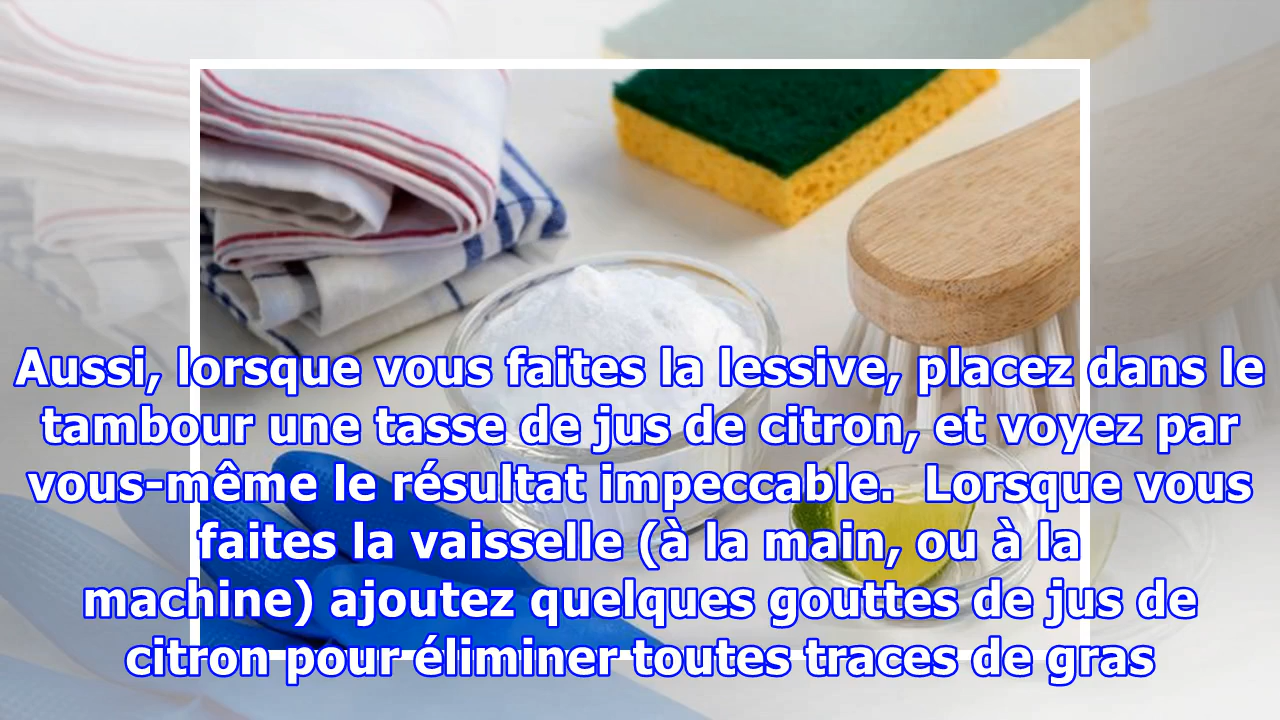 Aussi, lorsque vous faites la lessive, placez dans le
tambour une tasse de jus de citron, et voyez par
vous-même le résultat impeccable.  Lorsque vous
faites la vaisselle (à la main, ou à la
machine) ajoutez quelques gouttes de jus de
citron pour éliminer toutes traces de gras